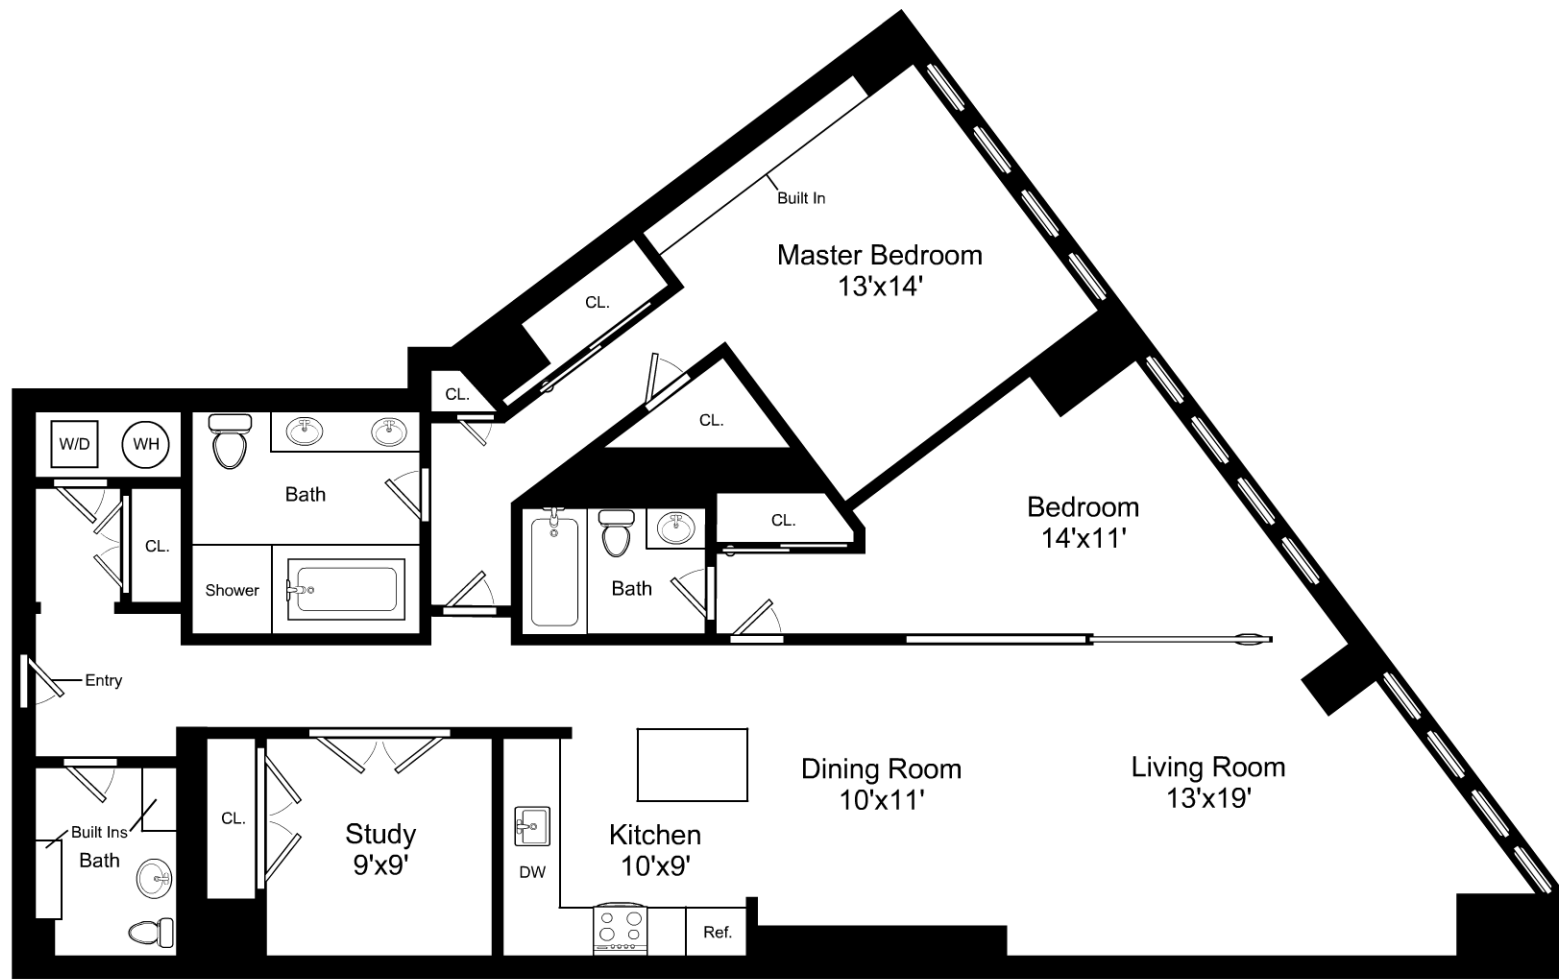 Built In
Master Bedroom
13'x14'
CL.
CL.
CL.
W/D
WH
Bath
Bedroom
14'x11'
CL.
CL.
Shower
Bath
Entry
Dining Room
10'x11'
Living Room
13'x19'
CL.
Built Ins
Bath
Study
9'x9'
Kitchen
10'x9'
DW
Ref.